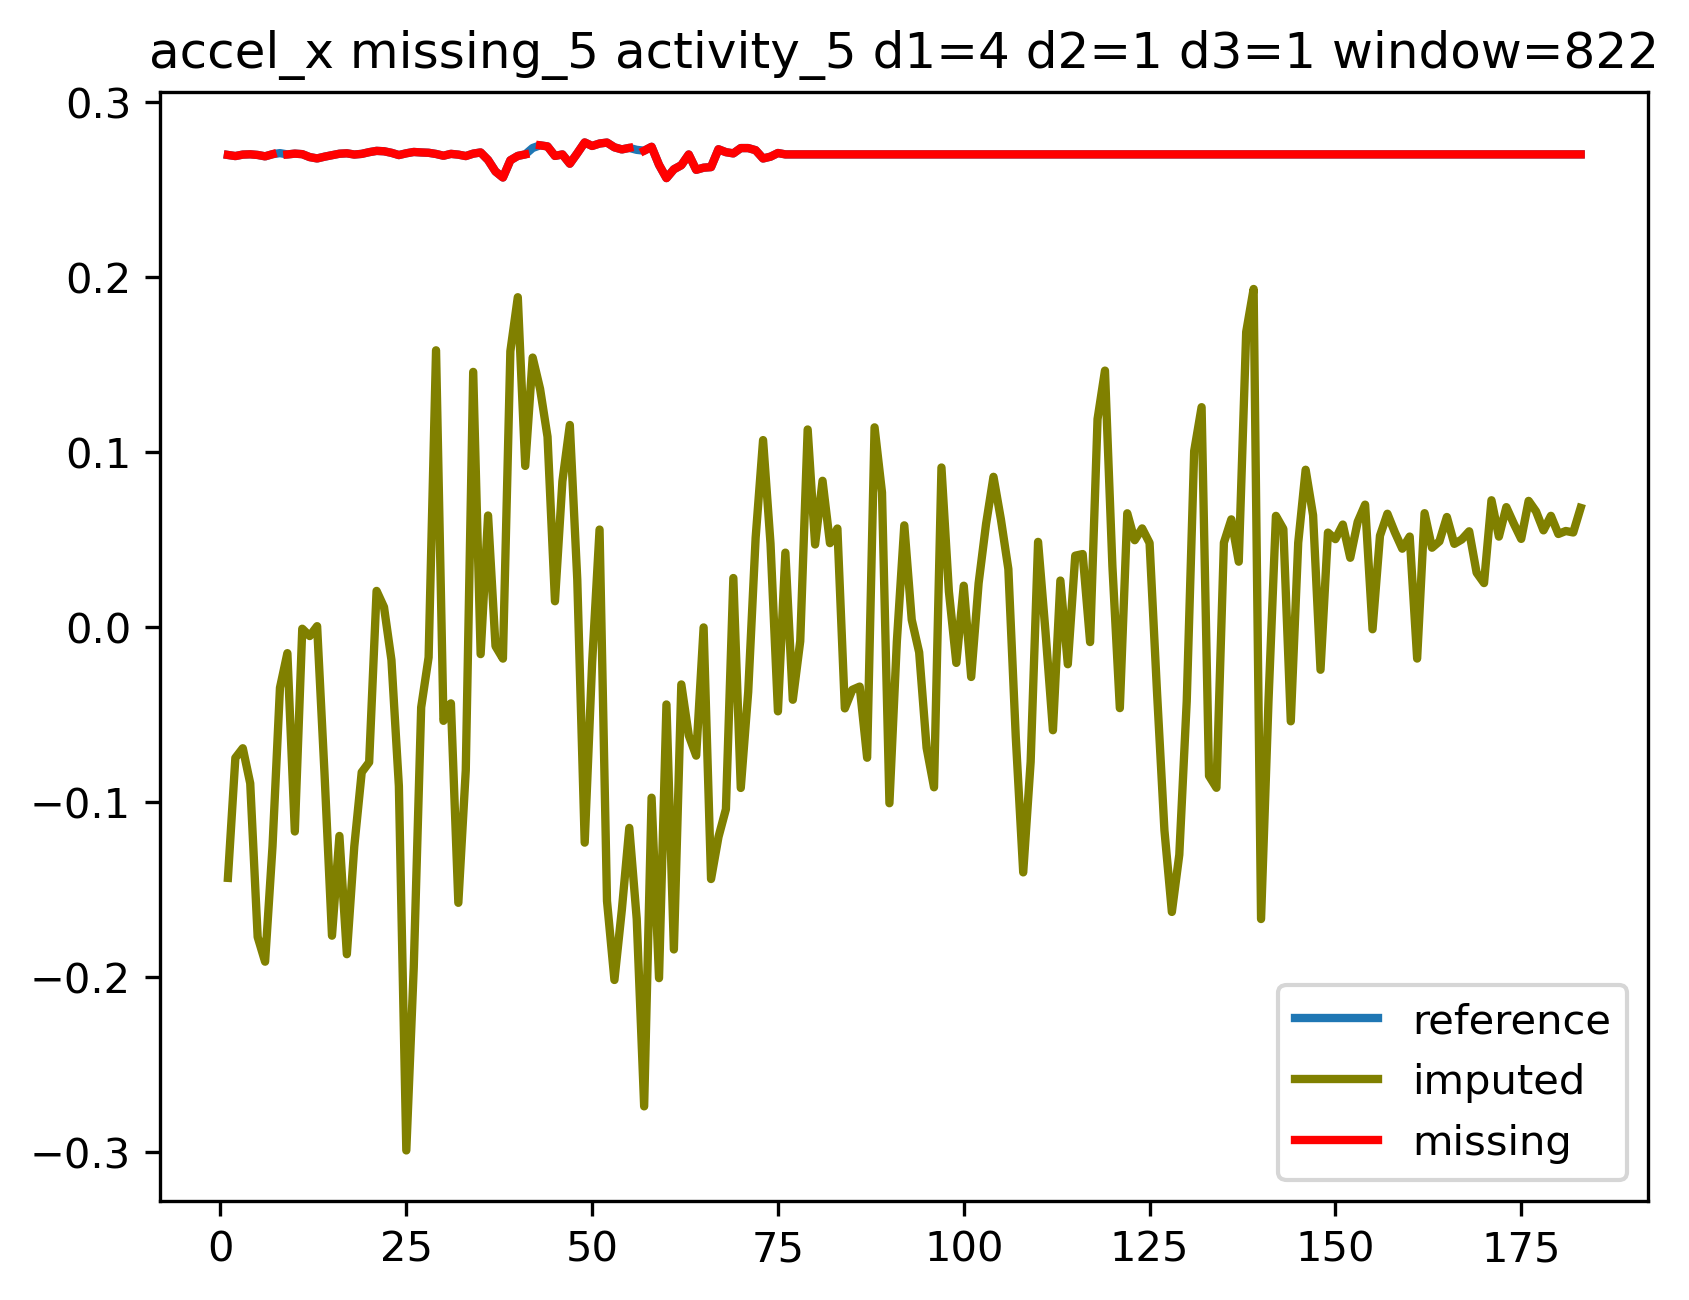 accel_x missing_5 activity_5 d1=4 d2=1 d3=1 window=822
0.3
0.2
0.1
0.0
−0.1
−0.2
−0.3
reference
imputed
missing
0 25 50 75 100 125 150 175